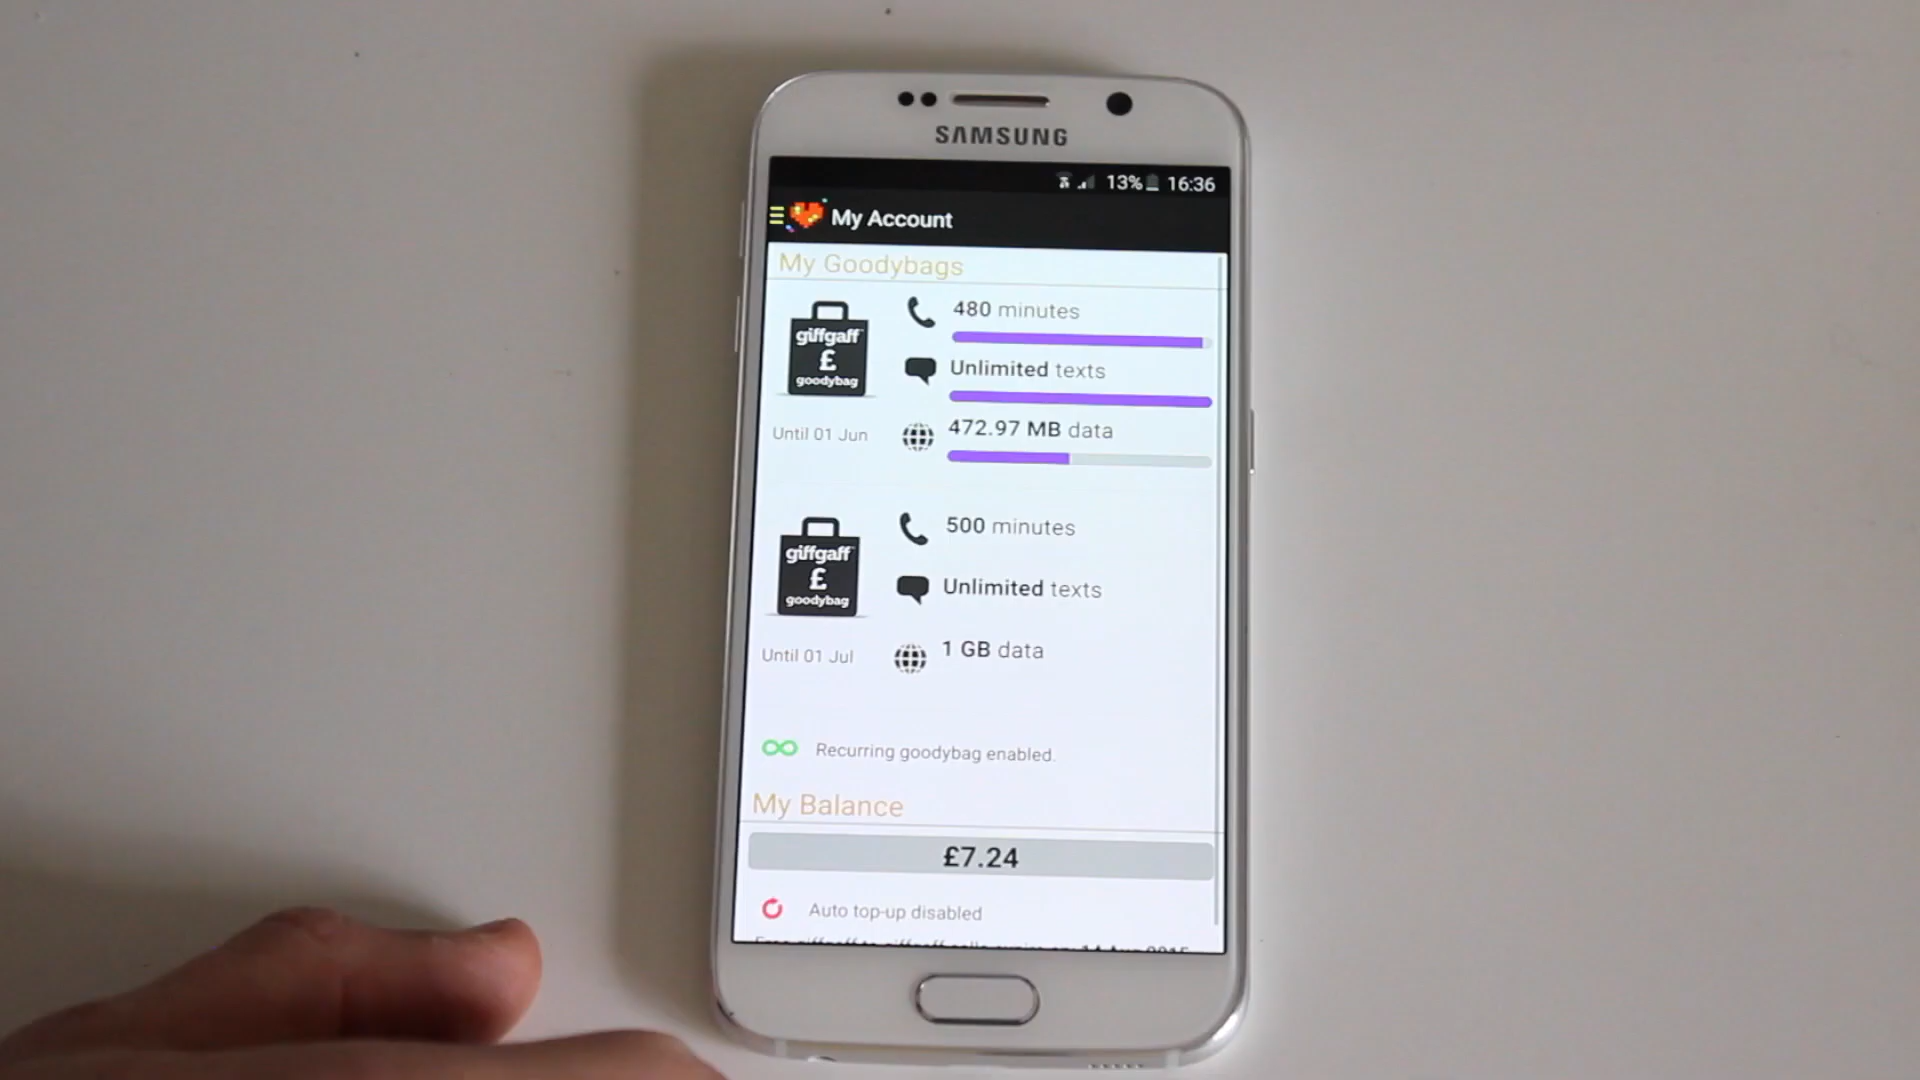 SAMSUNG
13% 16:36
My Account
My Goodybags
480 minutes
giffgaff
£
goodybag
Unlimited texts
Until 01 Jun
472.97 MB data
500 minutes
giffgaff
£
goodybag
Unlimited texts
Until 01 Jul
1 GB data
Recurring goodybag enabled.
My Balance
£7.24
Auto top-up disabled